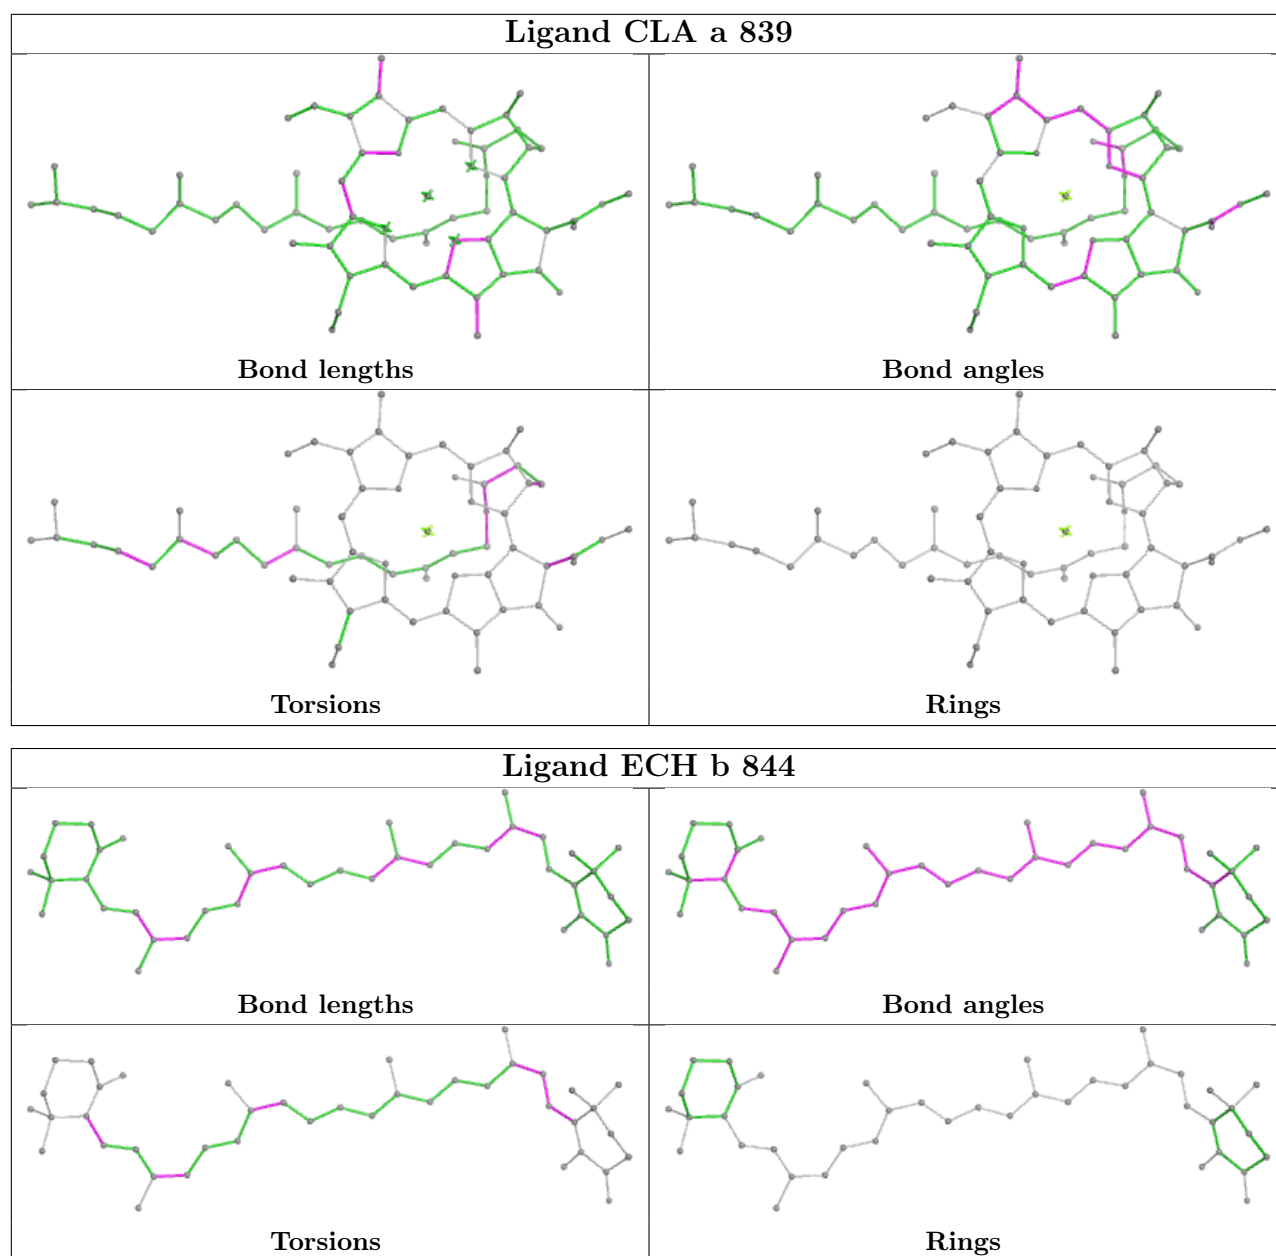 Ligand CLA a 839
Bond lengths
Bond angles
Torsions
Rings
Ligand ECH b 844
Bond lengths
Bond angles
Torsions
Rings